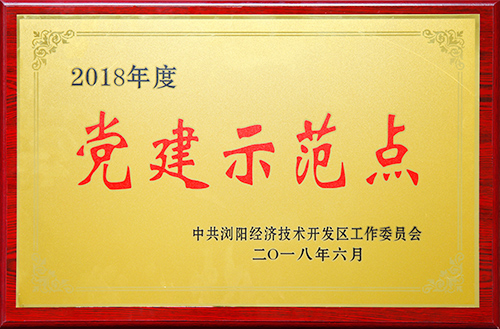 2018年度
党建示范点
中共浏阳经济技术开发区工作委员会
二〇一八年六月